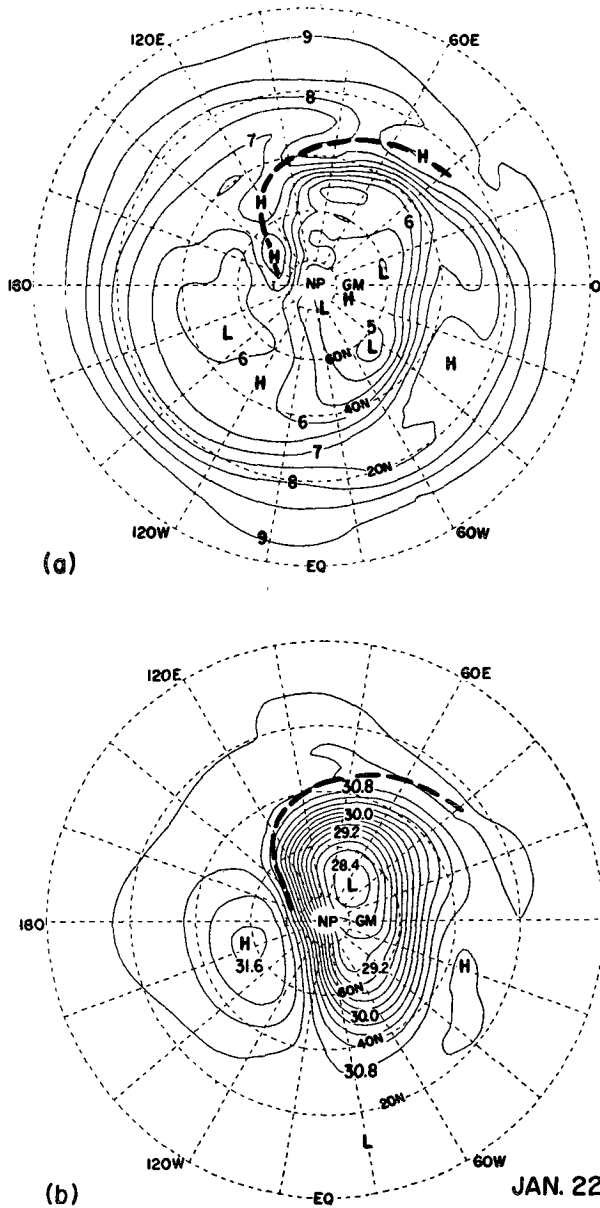 9
120E 60E
8
7 H
H 6
H
180 NP GM L 0
L H
L 5
6 60N L H
H
6 40N
7
20N
8
120W 60W
9
EQ
(a)
120E 60E
30.8
30.0
29.2
28.4
L
180 NP GM
H H
31.6 29.2
60N
30.0
40N
30.8
20N
L
120W 60W
EQ JAN. 22
(b)